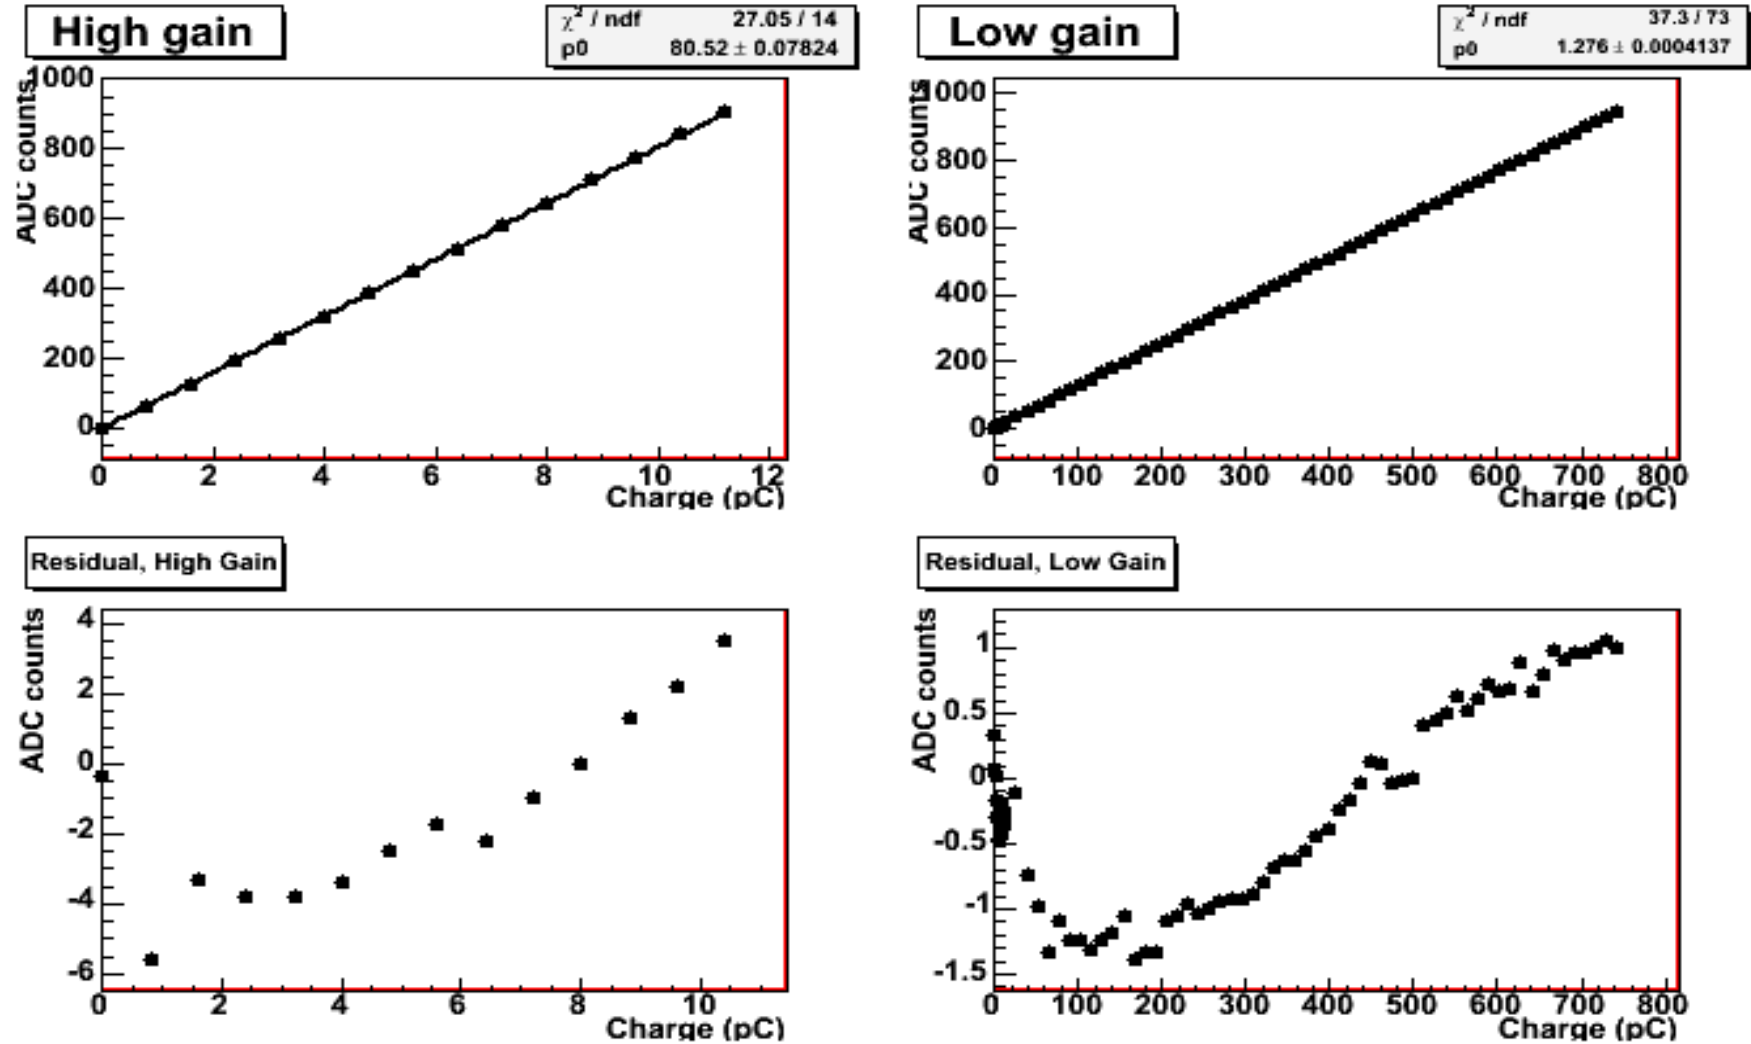 High gain
χ² / ndf 27.05 / 14
p0 80.52 ± 0.07824
ADC counts
1000
800
600
400
200
0
0 2 4 6 8 10 12
Charge (pC)
Low gain
χ² / ndf 37.3 / 73
p0 1.276 ± 0.0004137
ADC counts
1000
800
600
400
200
0
0 100 200 300 400 500 600 700 800
Charge (pC)
Residual, High Gain
ADC counts
4
2
0
-2
-4
-6
0 2 4 6 8 10
Charge (pC)
Residual, Low Gain
ADC counts
1
0.5
0
-0.5
-1
-1.5
0 100 200 300 400 500 600 700 800
Charge (pC)